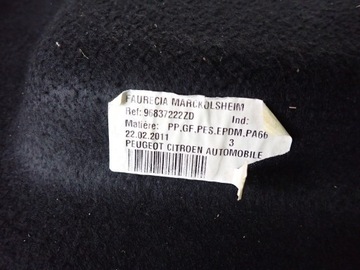 FAURECIA MARCKOLSHEIM
Ref: 96837222ZD Ind:
Matière: PP,GF,PES,EPDM,PA66
22.02.2011 3
PEUGEOT CITROEN AUTOMOBILE